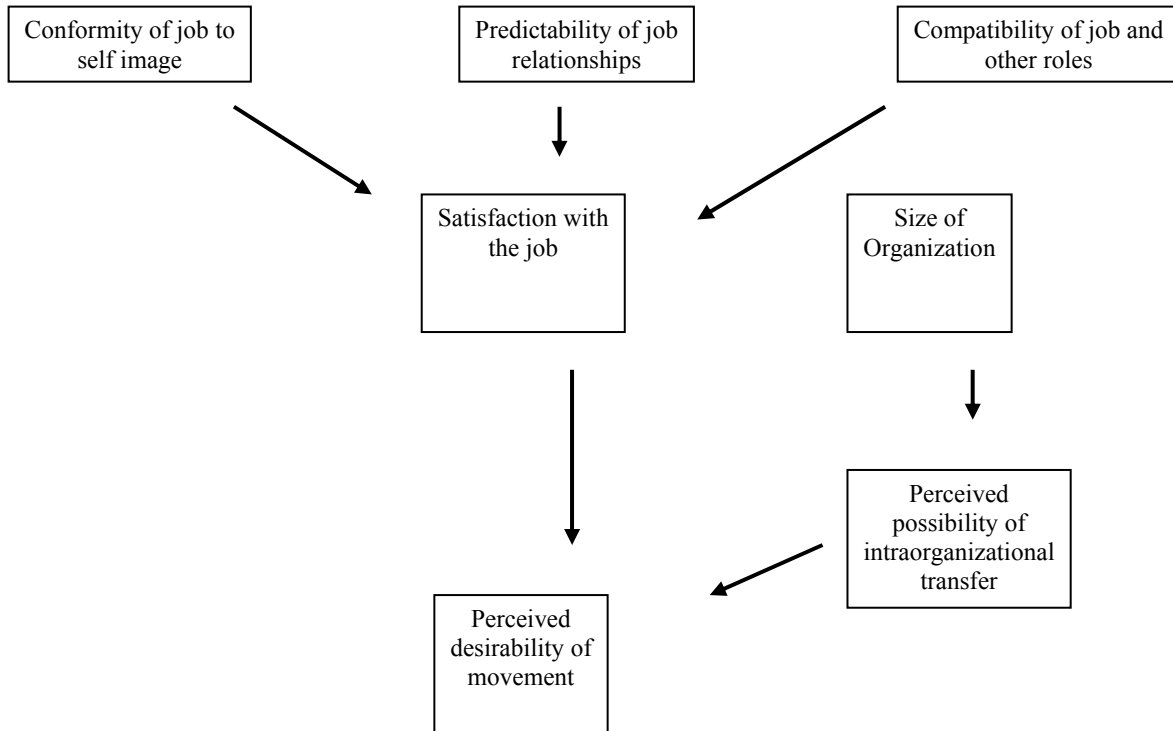 Conformity of job to
self image
Predictability of job
relationships
Compatibility of job and
other roles
Satisfaction with
the job
Size of
Organization
Perceived
possibility of
intraorganizational
transfer
Perceived
desirability of
movement